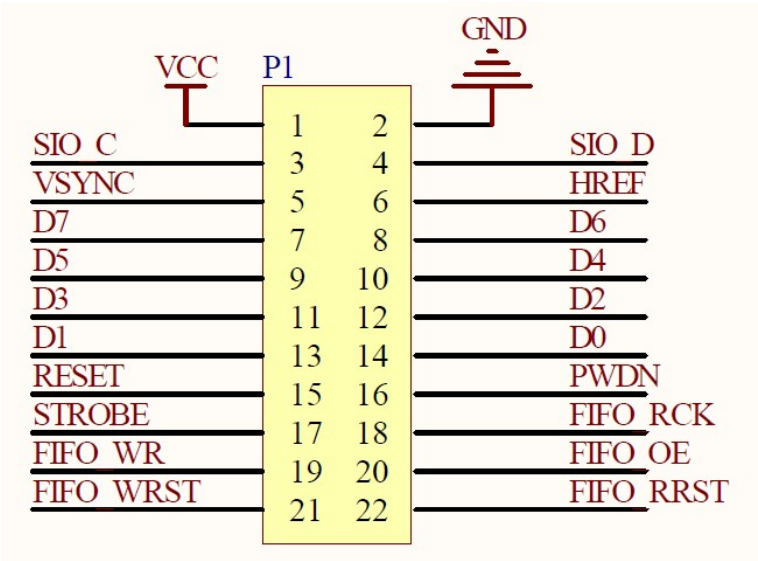 GND
VCC P1
1 2
SIO_C 3 4 SIO_D
VSYNC 5 6 HREF
D7 7 8 D6
D5 9 10 D4
D3 11 12 D2
D1 13 14 D0
RESET 15 16 PWDN
STROBE 17 18 FIFO_RCK
FIFO_WR 19 20 FIFO_OE
FIFO_WRST 21 22 FIFO_RRST